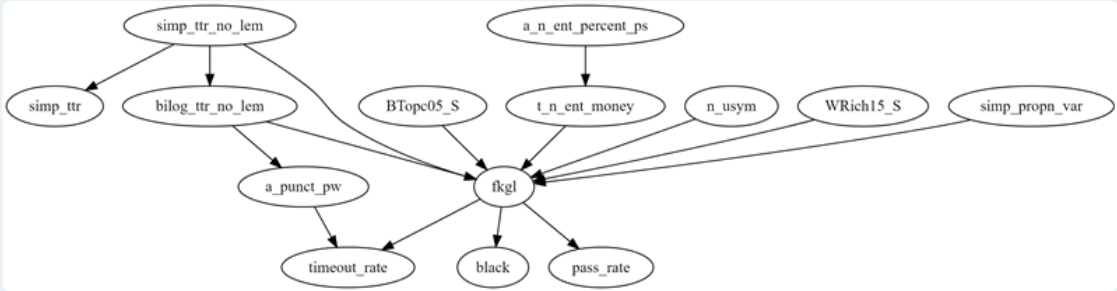 simp_ttr_no_lem
a_n_ent_percent_ps
simp_ttr
bilog_ttr_no_lem
BTopc05_S
t_n_ent_money
n_usym
WRich15_S
simp_propn_var
a_punct_pw
fkgl
timeout_rate
black
pass_rate